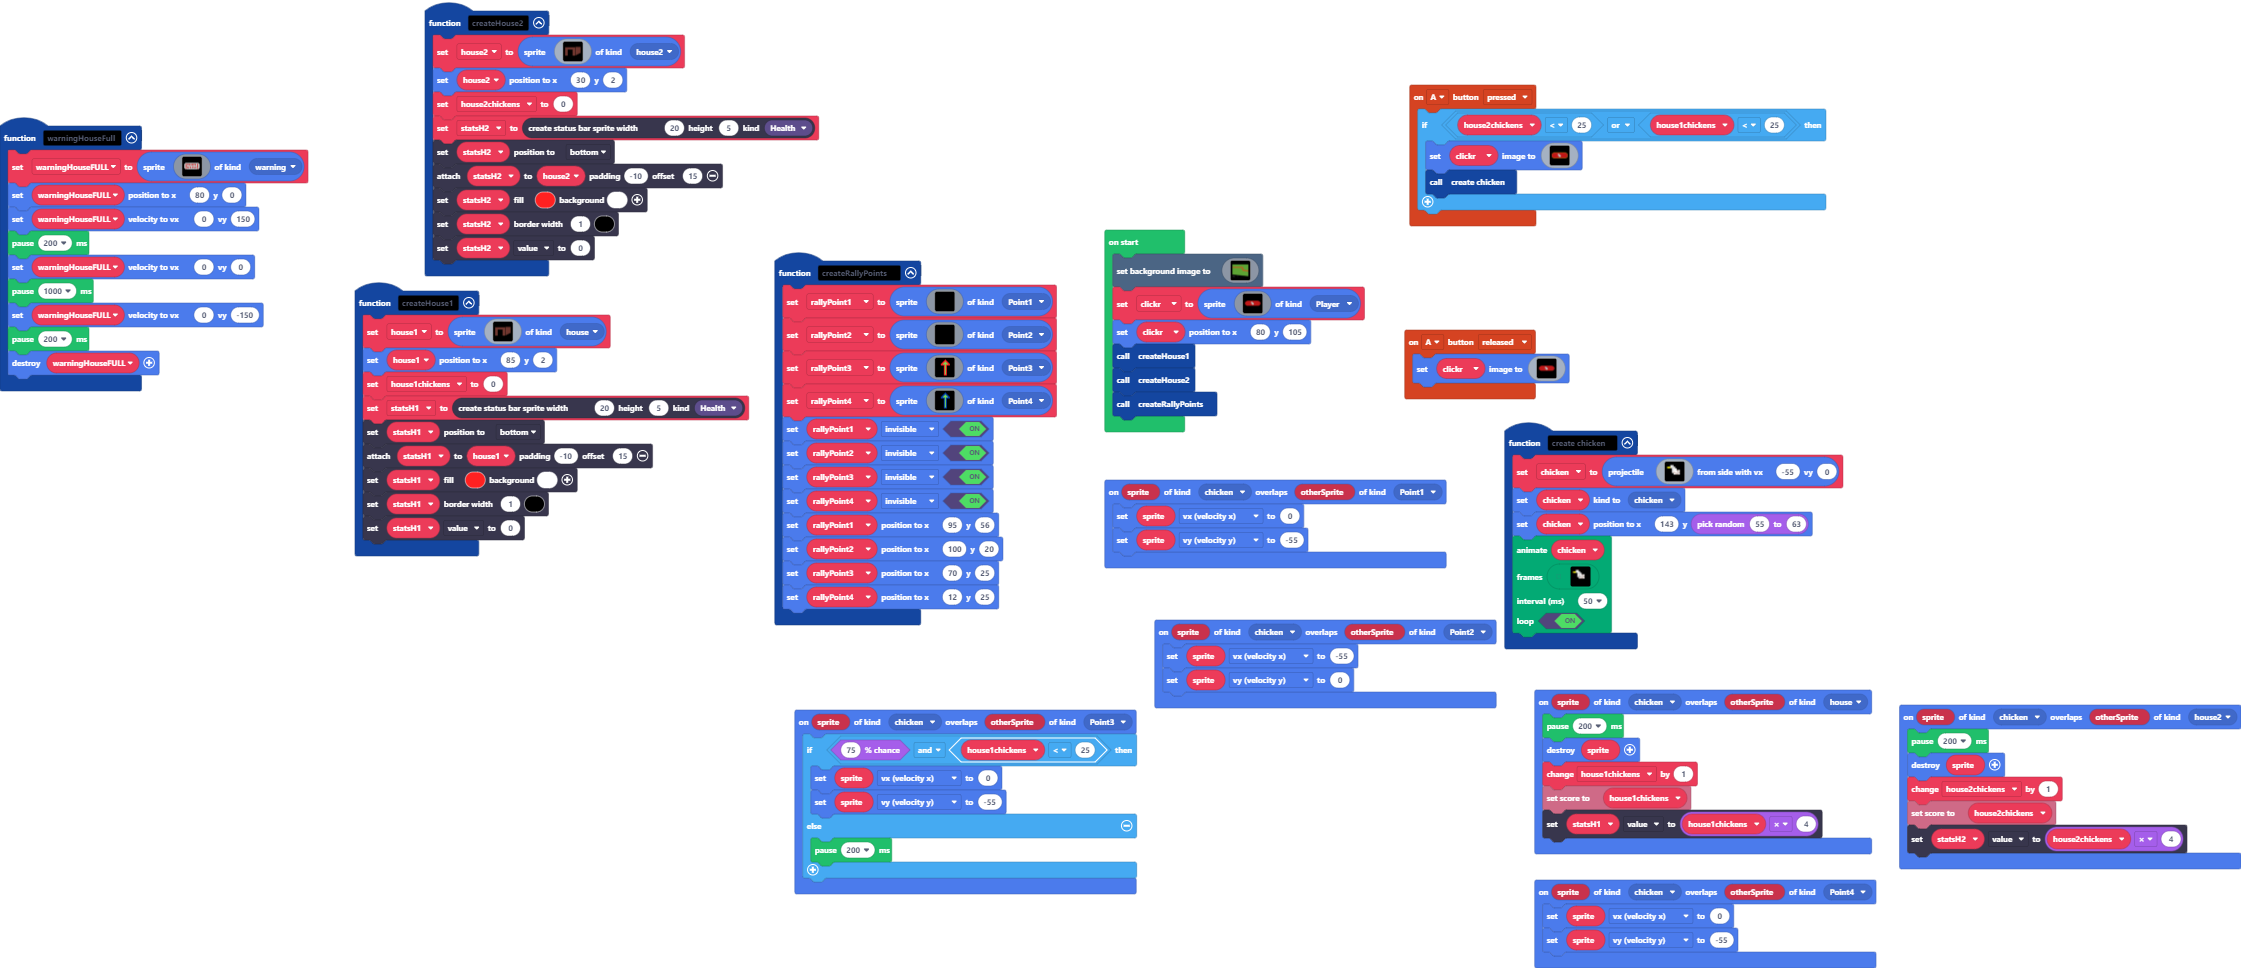 function createHouse2
set house2 to sprite of kind house2
set house2 position to x 30 y 2
set house2chickens to 0
set statsH2 to create status bar sprite width 20 height 5 kind Health
set statsH2 position to bottom
attach statsH2 to house2 padding -10 offset 15
set statsH2 fill background
set statsH2 border width 1
set statsH2 value to 0
function warningHouseFull
set warningHouseFULL to sprite of kind warning
set warningHouseFULL position to x 80 y 0
set warningHouseFULL velocity to vx 0 vy 150
pause 200 ms
set warningHouseFULL velocity to vx 0 vy 0
pause 1000 ms
set warningHouseFULL velocity to vx 0 vy -150
pause 200 ms
destroy warningHouseFULL
function createHouse1
set house1 to sprite of kind house
set house1 position to x 85 y 2
set house1chickens to 0
set statsH1 to create status bar sprite width 20 height 5 kind Health
set statsH1 position to bottom
attach statsH1 to house1 padding -10 offset 15
set statsH1 fill background
set statsH1 border width 1
set statsH1 value to 0
function createRallyPoints
set rallyPoint1 to sprite of kind Point1
set rallyPoint2 to sprite of kind Point2
set rallyPoint3 to sprite of kind Point3
set rallyPoint4 to sprite of kind Point4
set rallyPoint1 invisible ON
set rallyPoint2 invisible ON
set rallyPoint3 invisible ON
set rallyPoint4 invisible ON
set rallyPoint1 position to x 95 y 56
set rallyPoint2 position to x 100 y 20
set rallyPoint3 position to x 70 y 25
set rallyPoint4 position to x 12 y 25
on start
set background image to
set clickr to sprite of kind Player
set clickr position to x 80 y 105
call createHouse1
call createHouse2
call createRallyPoints
on A button pressed
if house2chickens < 25 or house1chickens < 25 then
set clickr image to
call create chicken
on A button released
set clickr image to
function create chicken
set chicken to projectile from side with vx -55 vy 0
set chicken kind to chicken
set chicken position to x 143 y pick random 55 to 63
animate chicken
frames
interval (ms) 50
loop ON
on sprite of kind chicken overlaps otherSprite of kind Point1
set sprite vx (velocity x) to 0
set sprite vy (velocity y) to -55
on sprite of kind chicken overlaps otherSprite of kind Point2
set sprite vx (velocity x) to -55
set sprite vy (velocity y) to 0
on sprite of kind chicken overlaps otherSprite of kind Point3
if 75 % chance and house1chickens < 25 then
set sprite vx (velocity x) to 0
set sprite vy (velocity y) to -55
else
pause 200 ms
on sprite of kind chicken overlaps otherSprite of kind house
pause 200 ms
destroy sprite
change house1chickens by 1
set score to house1chickens
set statsH1 value to house1chickens x 4
on sprite of kind chicken overlaps otherSprite of kind house2
pause 200 ms
destroy sprite
change house2chickens by 1
set score to house2chickens
set statsH2 value to house2chickens x 4
on sprite of kind chicken overlaps otherSprite of kind Point4
set sprite vx (velocity x) to 0
set sprite vy (velocity y) to -55